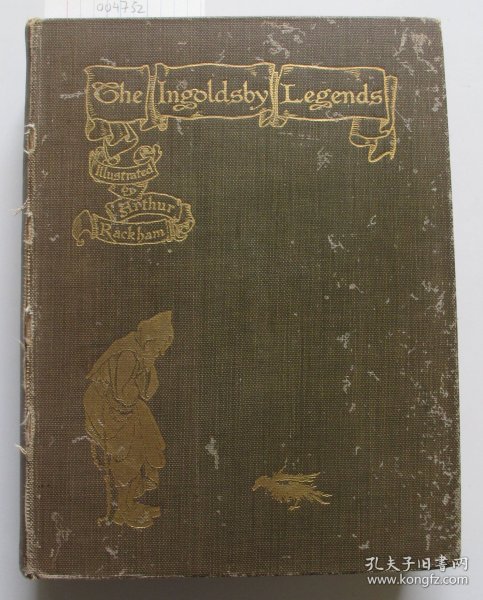 004752
The Ingoldsby Legends
Illustrated
by
Arthur
Rackham
孔夫子旧书网
www.kongfz.com